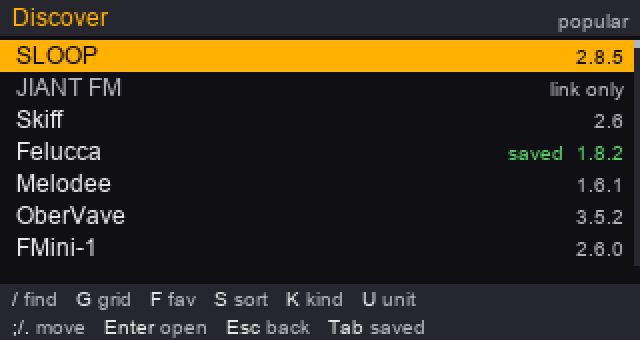 Discover popular
SLOOP 2.8.5
JIANT FM link only
Skiff 2.6
Felucca saved 1.8.2
Melodee 1.6.1
OberVave 3.5.2
FMini-1 2.6.0
/ find G grid F fav S sort K kind U unit
;/. move Enter open Esc back Tab saved